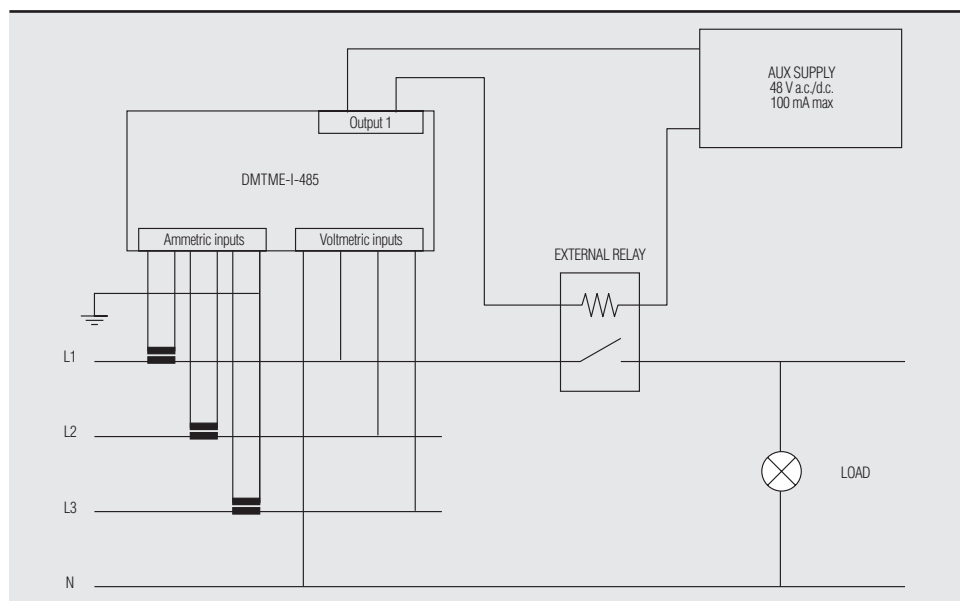 AUX SUPPLY
48 V a.c./d.c.
100 mA max
Output 1
DMTME-I-485
Ammetric inputs
Voltmetric inputs
EXTERNAL RELAY
L1
L2
LOAD
L3
N